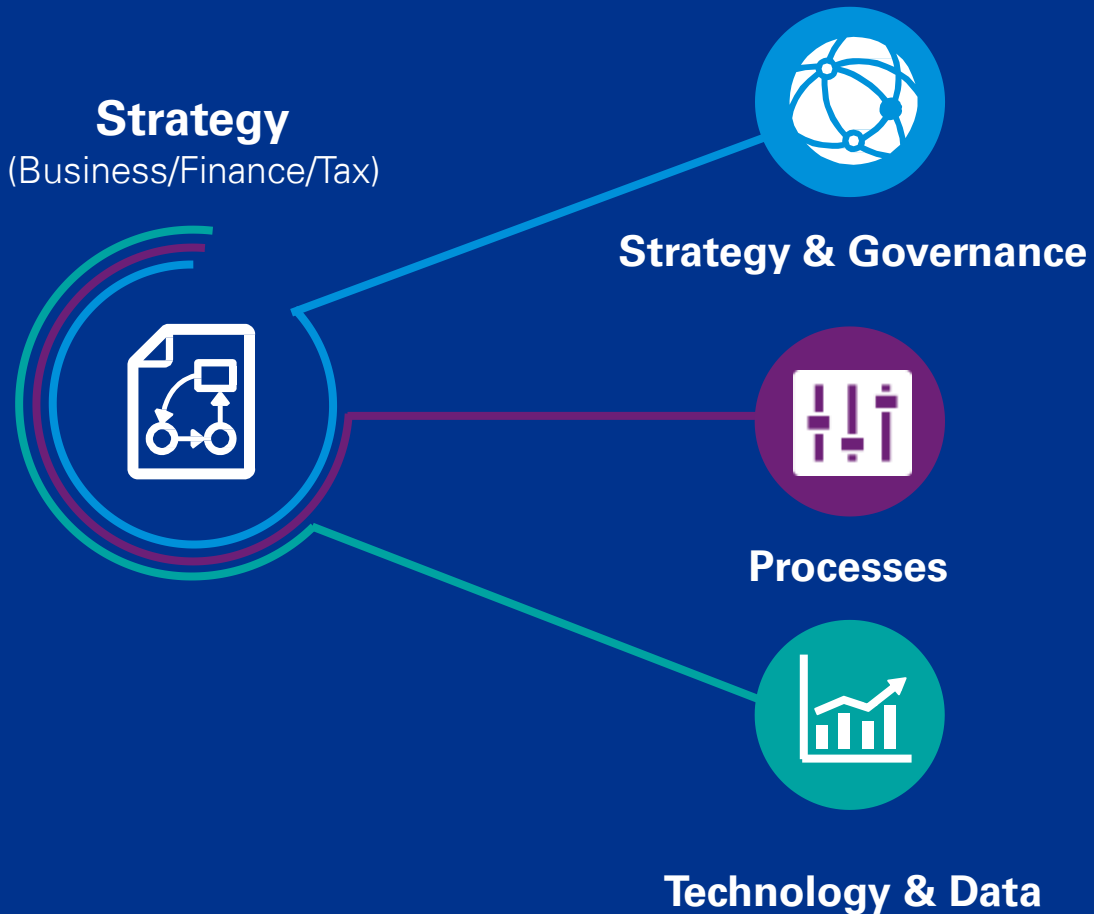 Strategy
(Business/Finance/Tax)
Strategy & Governance
Processes
Technology & Data